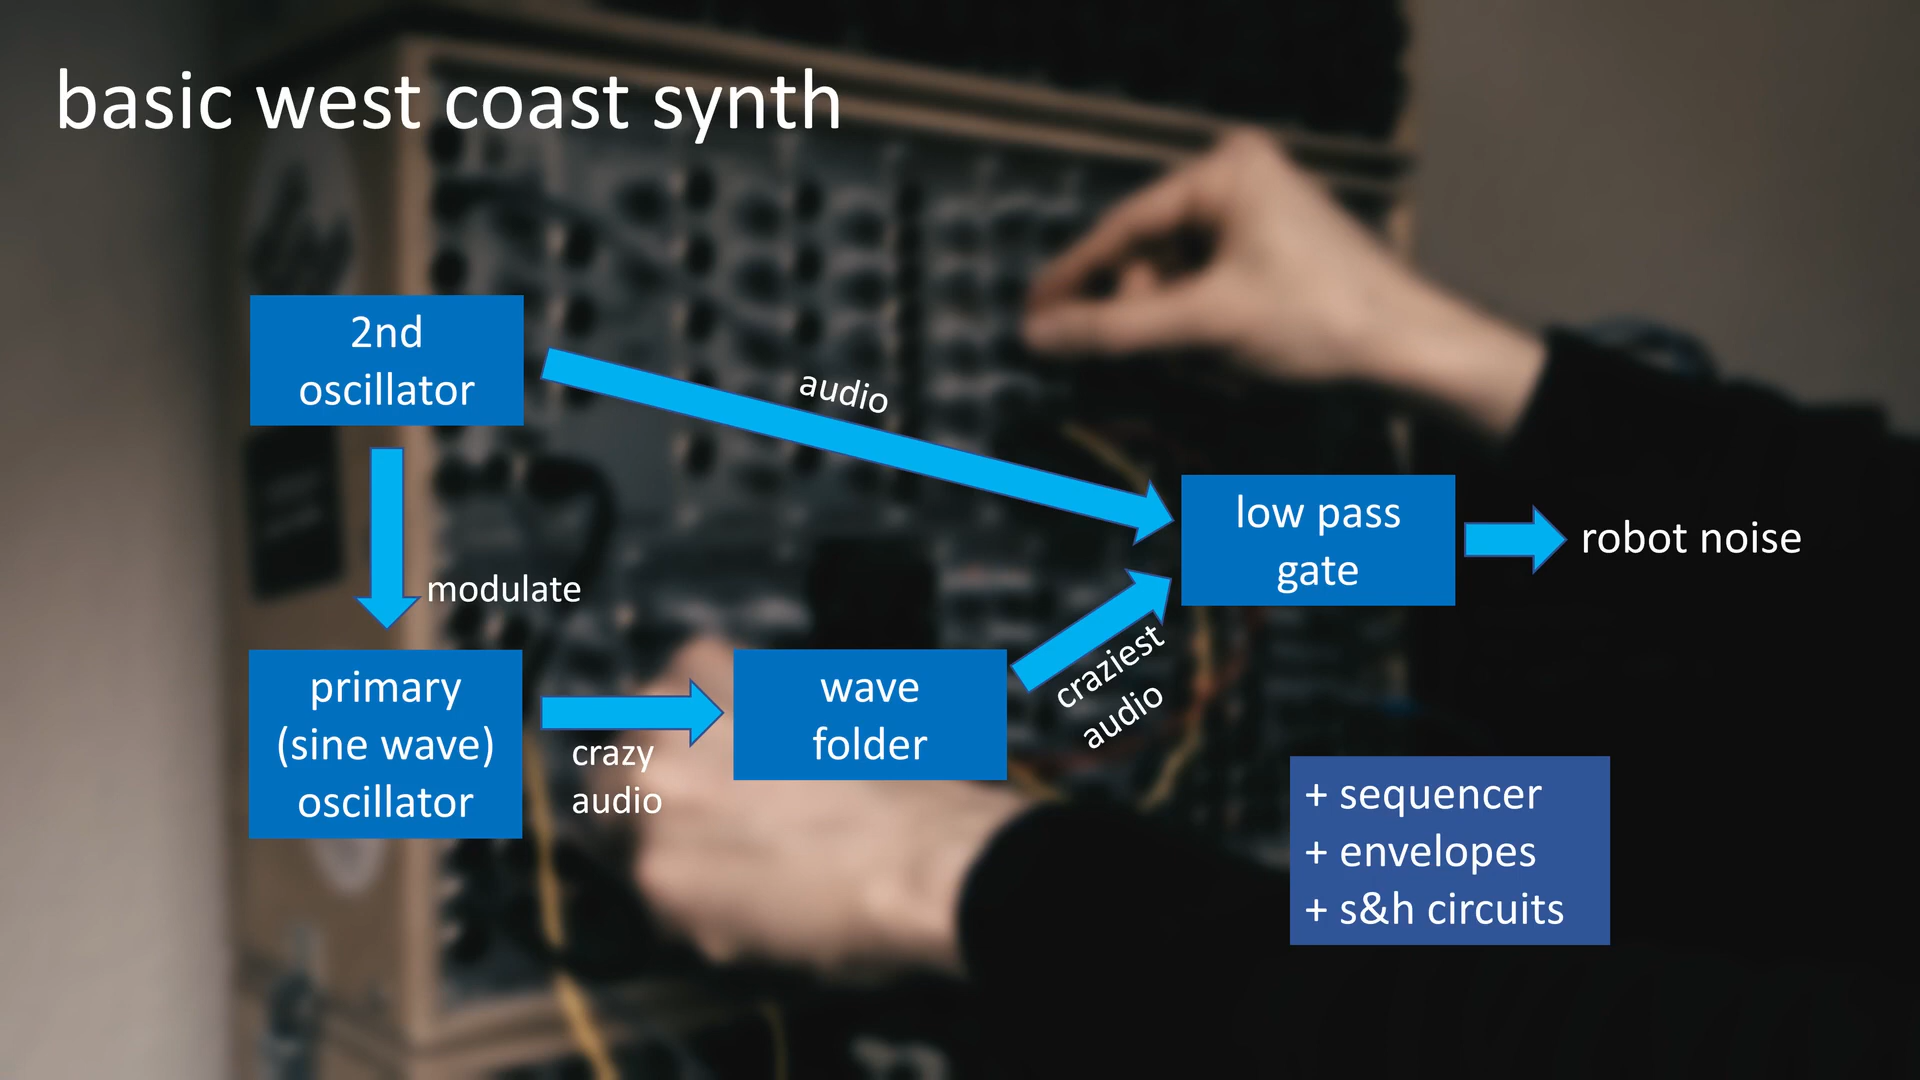 basic west coast synth
2nd
oscillator
audio
low pass
gate
robot noise
modulate
primary
(sine wave)
oscillator
crazy
audio
wave
folder
craziest
audio
+ sequencer
+ envelopes
+ s&h circuits